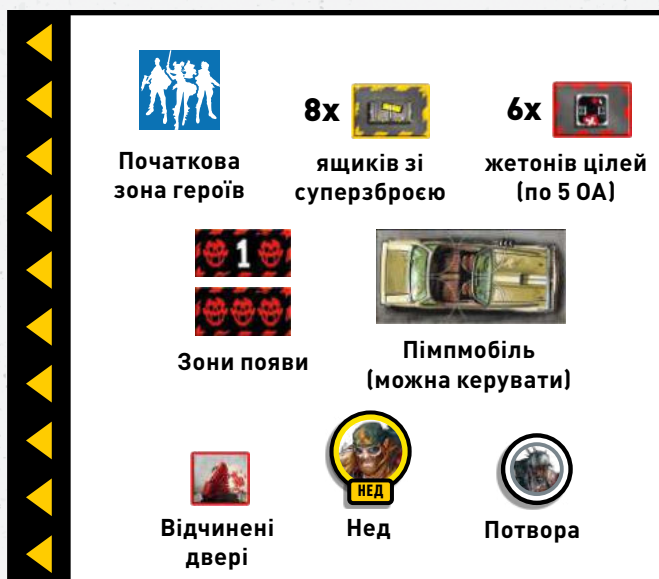 Початкова
зона героїв
8x
ящиків зі
суперзброєю
6x
жетонів цілей
(по 5 ОА)
1
Зони появи
Пімпмобіль
(можна керувати)
Відчинені
двері
НЕД
Нед
Потвора